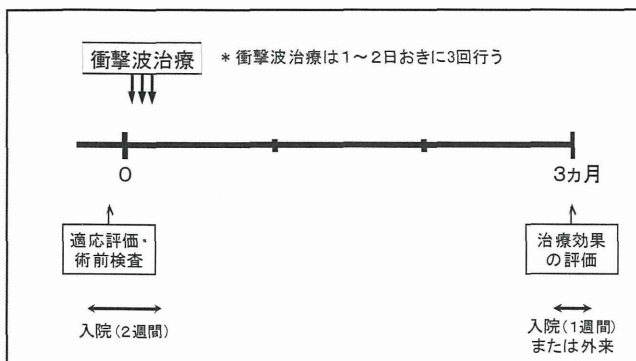 衝撃波治療 *衝撃波治療は1~2日おきに3回行う
0
3ヵ月
適応評価・
術前検査
治療効果
の評価
入院(2週間)
入院(1週間)
または外来